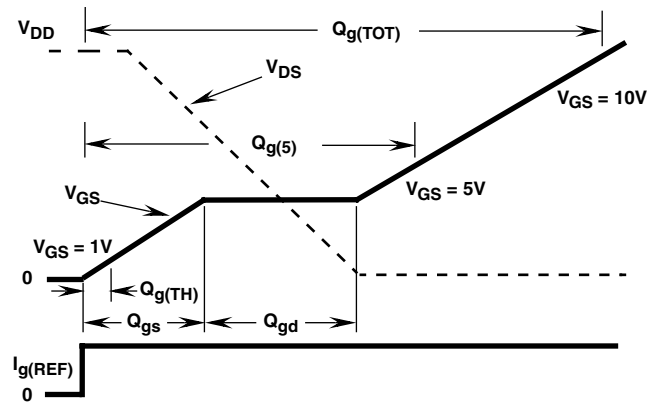 V_DD
Q_g(TOT)
V_DS
V_GS = 10V
Q_g(5)
V_GS
V_GS = 5V
V_GS = 1V
0
Q_g(TH)
Q_gs
Q_gd
I_g(REF)
0